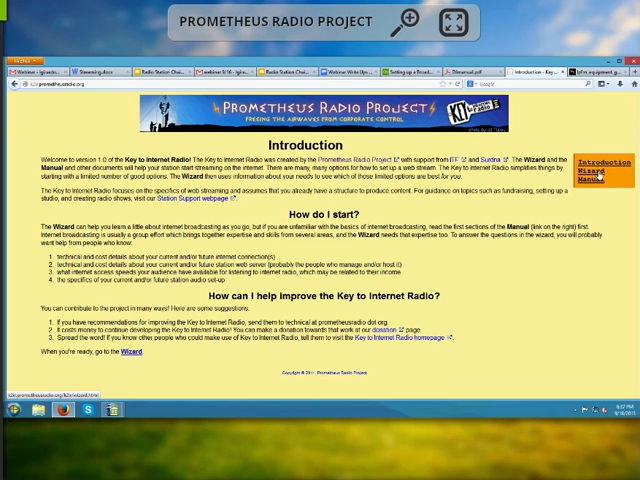 PROMETHEUS RADIO PROJECT
k2ir.prometheusradio.org
PROMETHEUS RADIO PROJECT
FREEING THE AIRWAVES FROM CORPORATE CONTROL
Introduction
Welcome to version 1.0 of the Key to Internet Radio! The Key to Internet Radio was created by the Prometheus Radio Project with support from ITF and Surdna. The Wizard and the
Manual and other documents will help your station start streaming on the internet. There are many, many options for how to set up a web stream. The Key to Internet Radio simplifies things by
starting with a limited number of good options. The Wizard then uses information about your needs to see which of those limited options are best for you.
The Key to Internet Radio focuses on the specifics of web streaming and assumes that you already have a structure to produce content. For guidance on topics such as fundraising, setting up a
studio, and creating radio shows, visit our Station Support webpage.
Introduction
Wizard
Manual
How do I start?
The Wizard can help you learn a little about internet broadcasting as you go, but if you are unfamiliar with the basics of internet broadcasting, read the first sections of the Manual (link on the right) first.
Internet broadcasting is usually a group effort which brings together expertise and skills from several areas, and the Wizard needs that expertise too. To answer the questions in the wizard, you will probably
want help from people who know:
1. technical and cost details about your current and/or future internet connection(s)
2. technical and cost details about your current and/or future station web server (probably the people who manage and/or host it)
3. what internet access speeds your audience have available for listening to internet radio, which may be related to their income
4. the specifics of your current and/or future station audio set-up
How can I help improve the Key to Internet Radio?
You can contribute to the project in many ways! Here are some suggestions:
1. If you have recommendations for improving the Key to Internet Radio, send them to technical at prometheusradio dot org.
2. It costs money to continue developing the Key to Internet Radio! You can make a donation towards that work at our donation page.
3. Spread the word! If you know other people who could make use of Key to Internet Radio, tell them to visit the Key to Internet Radio homepage.
When you're ready, go to the Wizard.
Copyright © 2011, Prometheus Radio Project
k2ir.prometheusradio.org/k2ir/wizard.html